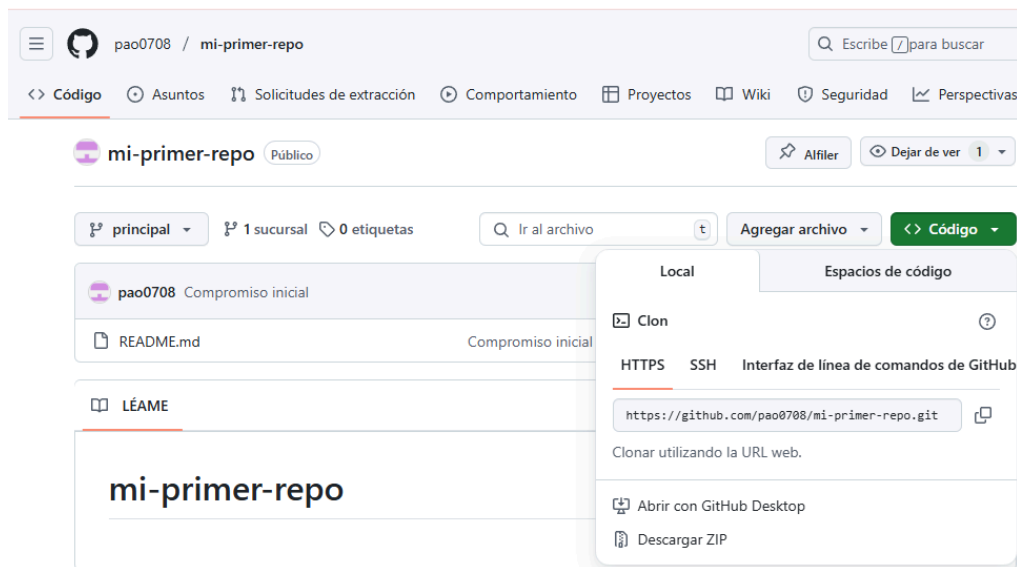 pao0708 / mi-primer-repo
Escribe / para buscar
Código Asuntos Solicitudes de extracción Comportamiento Proyectos Wiki Seguridad Perspectivas
mi-primer-repo Público
Alfiler Dejar de ver 1
principal 1 sucursal 0 etiquetas Ir al archivo t Agregar archivo Código
Local Espacios de código
pao0708 Compromiso inicial
Clon
README.md Compromiso inicial
HTTPS SSH Interfaz de línea de comandos de GitHub
LÉAME
https://github.com/pao0708/mi-primer-repo.git
Clonar utilizando la URL web.
mi-primer-repo
Abrir con GitHub Desktop
Descargar ZIP